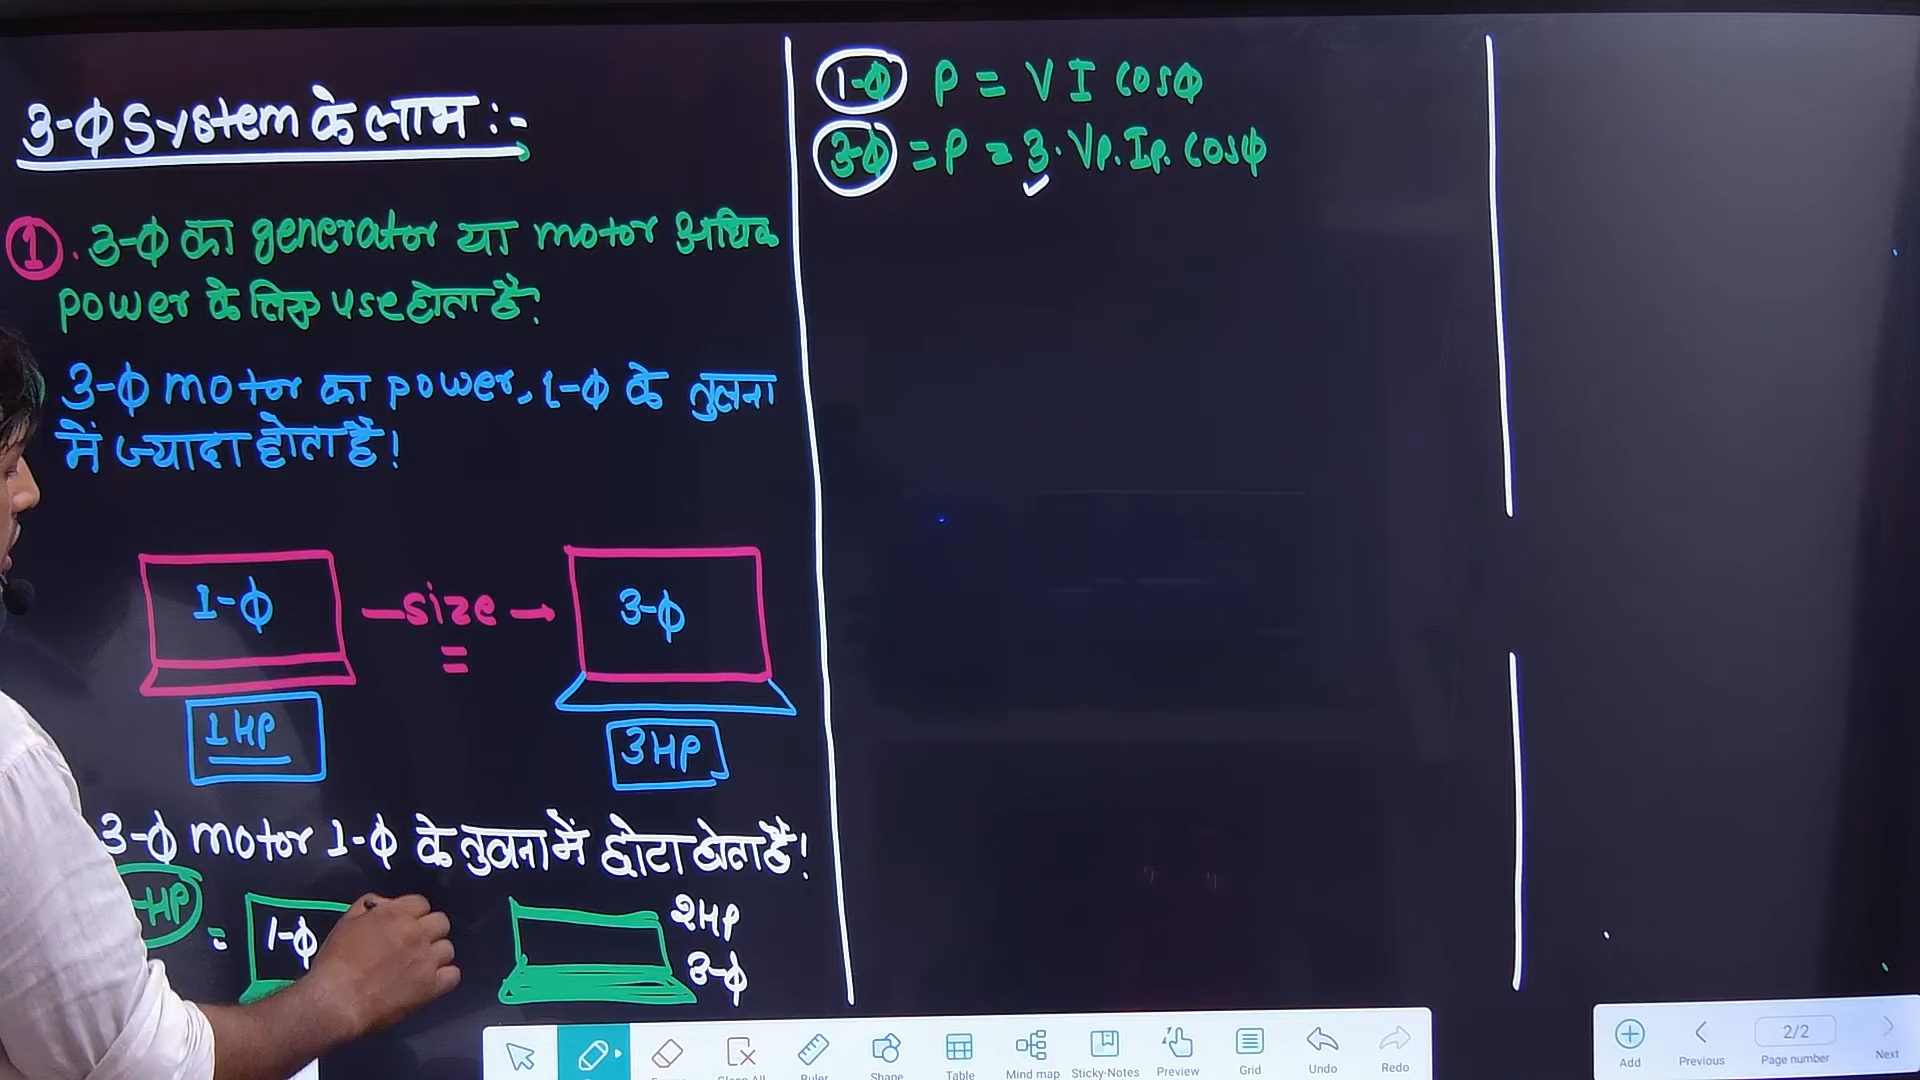 3-ϕ System के लाभ :-
1. 3-ϕ का generator या motor अधिक
power के लिए use होता है!
3-ϕ motor का power, 1-ϕ के तुलना
में ज्यादा होता है!
1-ϕ size → 3-ϕ
=
1HP 3HP
3-ϕ motor 1-ϕ के तुलना में छोटा होता है!
HP = 1-ϕ
2HP
3-ϕ
1-ϕ P = V I cosϕ
3-ϕ = P = 3. Vp. Ip. cosϕ
Clean All Ruler Shape Table Mind map Sticky-Notes Preview Grid Undo Redo
Add Previous 2/2 Page number Next